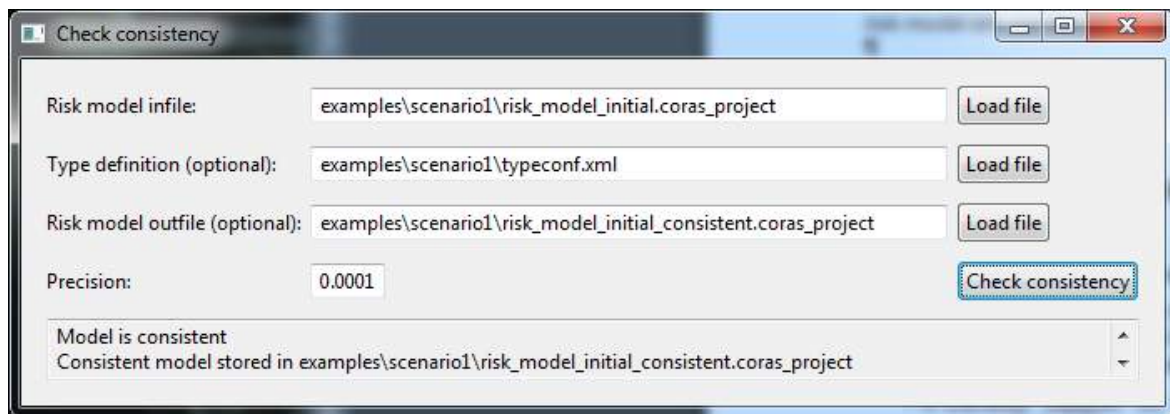 Check consistency
Risk model infile: examples\scenario1\risk_model_initial.coras_project Load file
Type definition (optional): examples\scenario1\typeconf.xml Load file
Risk model outfile (optional): examples\scenario1\risk_model_initial_consistent.coras_project Load file
Precision: 0.0001 Check consistency
Model is consistent
Consistent model stored in examples\scenario1\risk_model_initial_consistent.coras_project